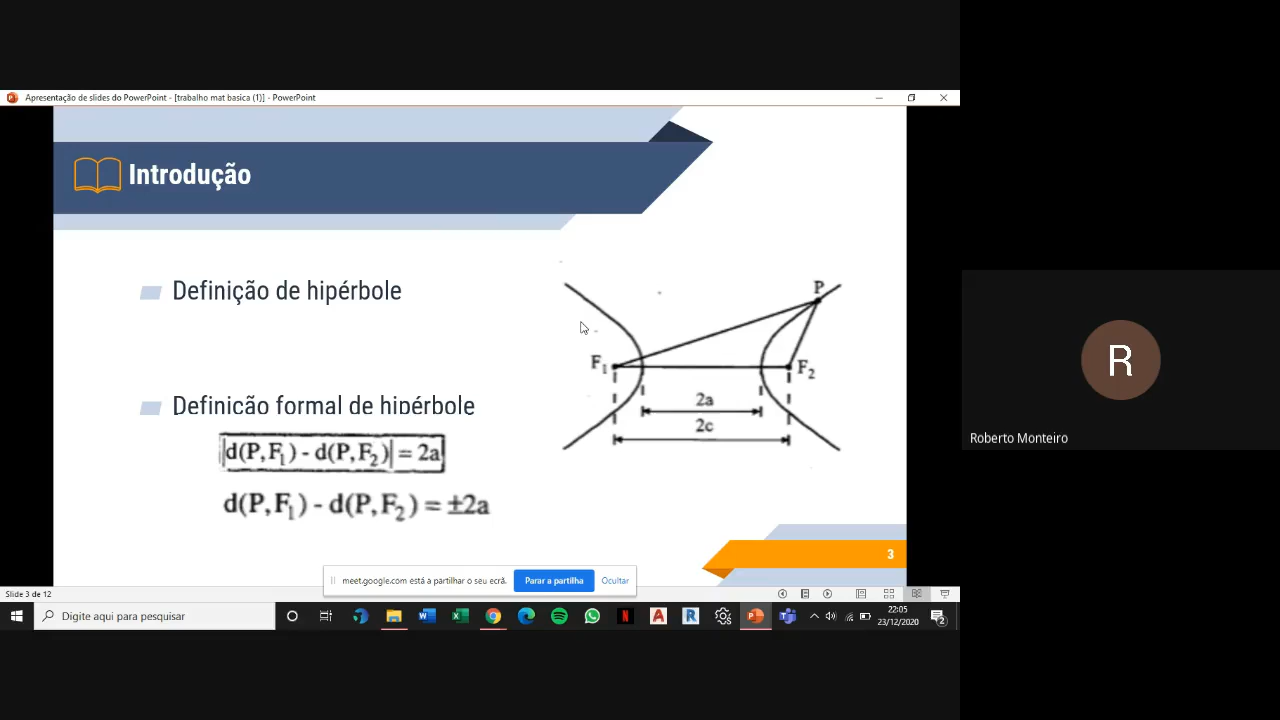 Apresentação de slides do PowerPoint - [trabalho mat basica (1)] - PowerPoint
Introdução
Definição de hipérbole
P
F1
F2
2a
2c
Definição formal de hipérbole
|d(P,F1) - d(P,F2)| = 2a
d(P,F1) - d(P,F2) = ±2a
3
meet.google.com está a partilhar o seu ecrã.
Parar a partilha
Ocultar
Slide 3 de 12
Digite aqui para pesquisar
22:05
23/12/2020
2
R
Roberto Monteiro